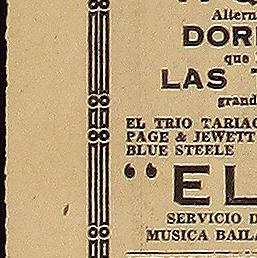 Altern
DORI
que
LAS
grand
EL TRIO TARIAC
PAGE & JEWETT
BLUE STEELE
“EL
SERVICIO D
MUSICA BAILA